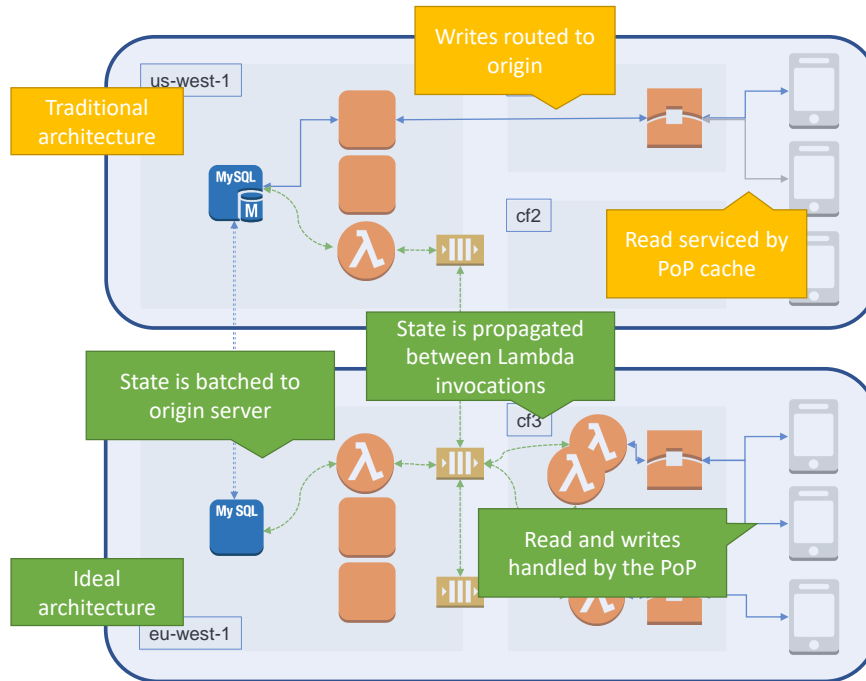 Writes routed to
origin
us-west-1
Traditional
architecture
MySQL
M
cf2
Read serviced by
PoP cache
λ
State is propagated
between Lambda
invocations
State is batched to
origin server
cf3
λ
λ
λ
My SQL
Read and writes
handled by the PoP
Ideal
architecture
λ
eu-west-1